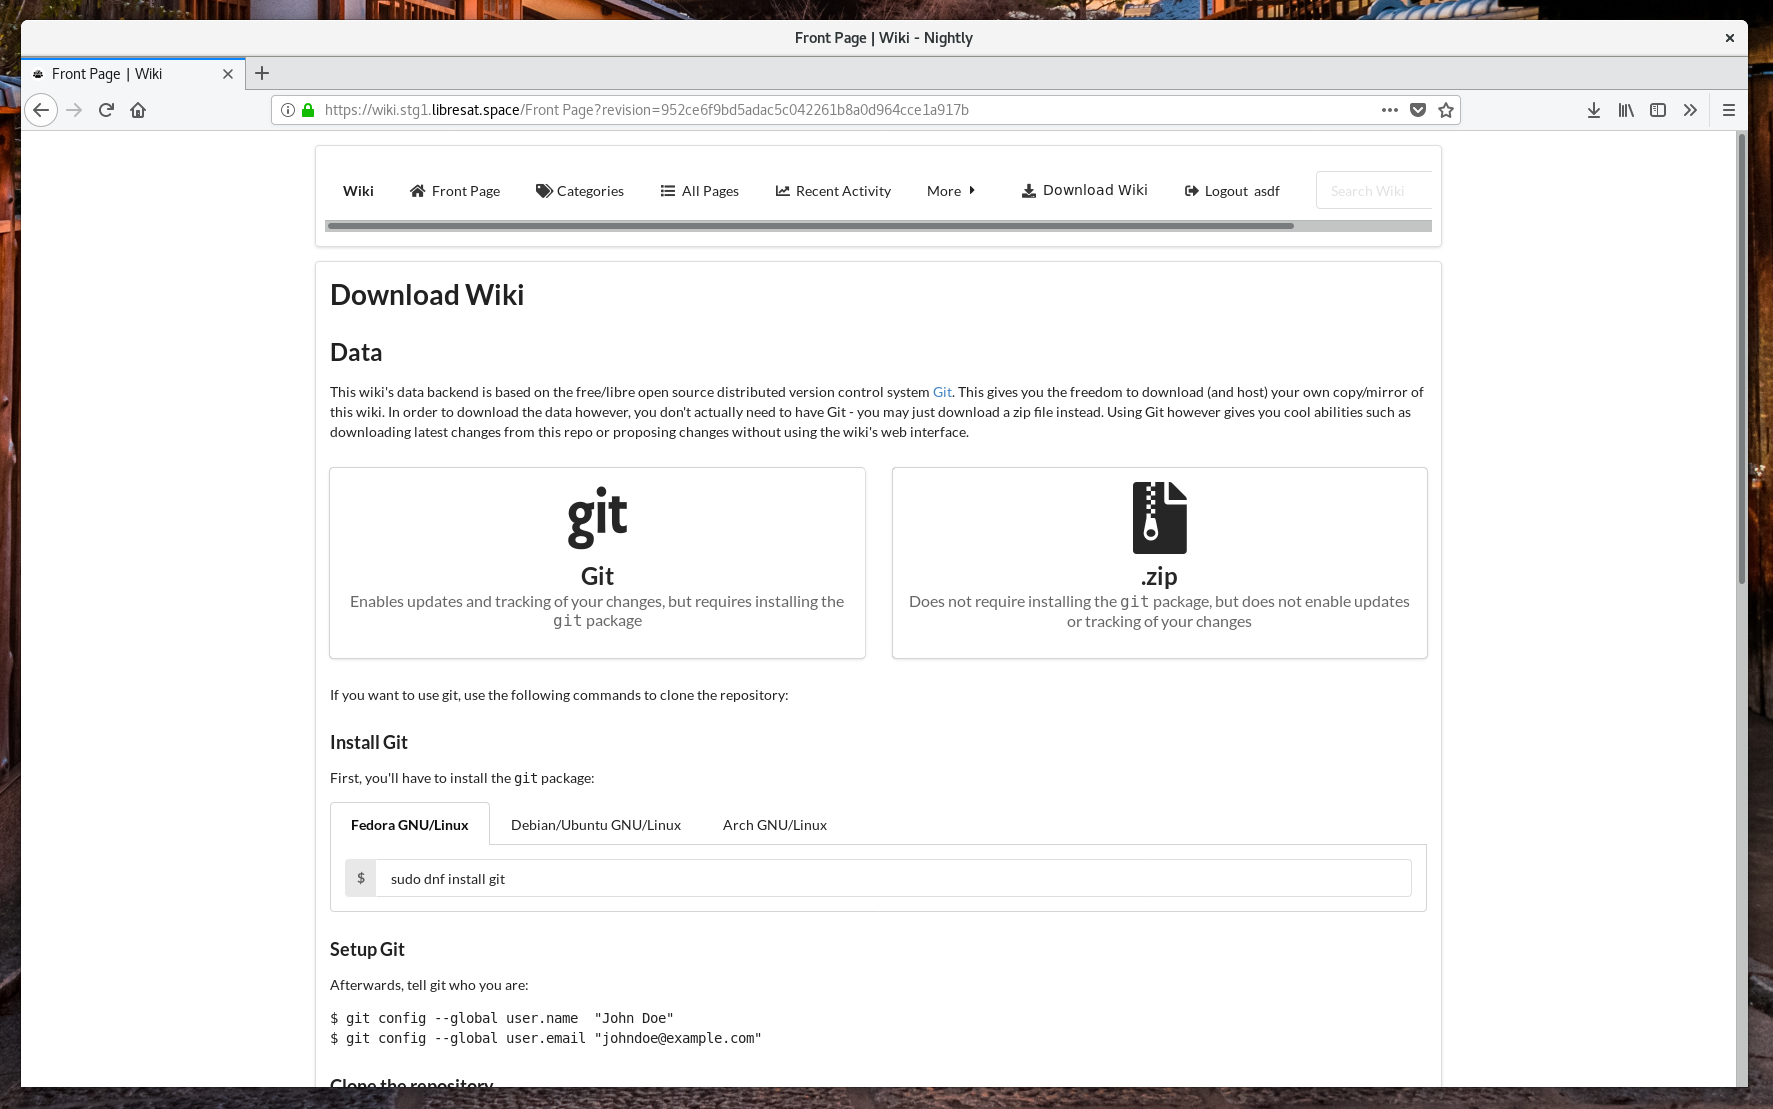 Front Page | Wiki - Nightly
Front Page | Wiki
https://wiki.stg1.libresat.space/Front Page?revision=952ce6f9bd5adac5c042261b8a0d964cce1a917b
Wiki Front Page Categories All Pages Recent Activity More Download Wiki Logout asdf Search Wiki
Download Wiki
Data
This wiki's data backend is based on the free/libre open source distributed version control system Git. This gives you the freedom to download (and host) your own copy/mirror of
this wiki. In order to download the data however, you don't actually need to have Git - you may just download a zip file instead. Using Git however gives you cool abilities such as
downloading latest changes from this repo or proposing changes without using the wiki's web interface.
git
Git
Enables updates and tracking of your changes, but requires installing the
git package
.zip
Does not require installing the git package, but does not enable updates
or tracking of your changes
If you want to use git, use the following commands to clone the repository:
Install Git
First, you'll have to install the git package:
Fedora GNU/Linux Debian/Ubuntu GNU/Linux Arch GNU/Linux
$ sudo dnf install git
Setup Git
Afterwards, tell git who you are:
$ git config --global user.name  "John Doe"
$ git config --global user.email "johndoe@example.com"
Clone the repository